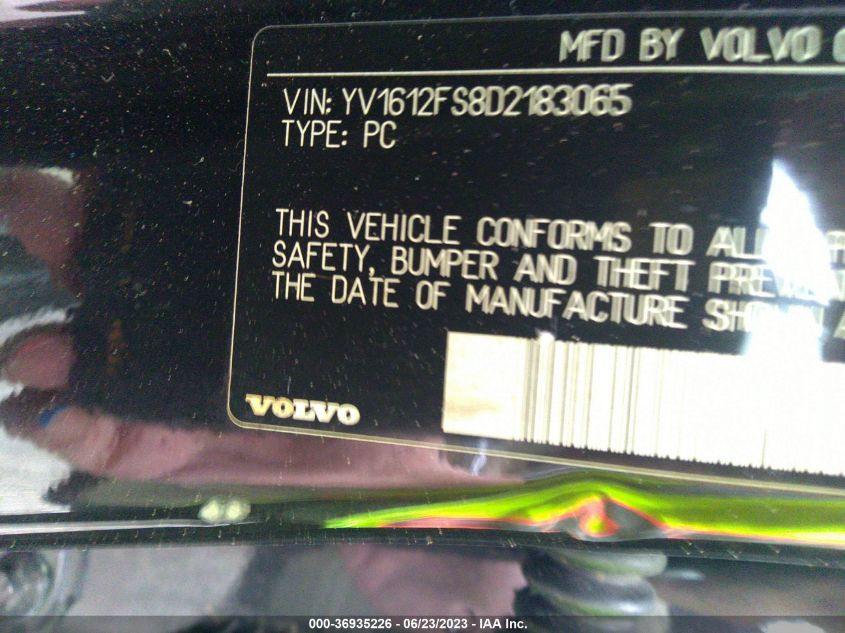 MFD BY VOLVO
VIN: YV1612FS8D2183065
TYPE: PC
THIS VEHICLE CONFORMS TO ALL
SAFETY, BUMPER AND THEFT
THE DATE OF MANUFACTURE
VOLVO
000-36935226 - 06/23/2023 - IAA Inc.